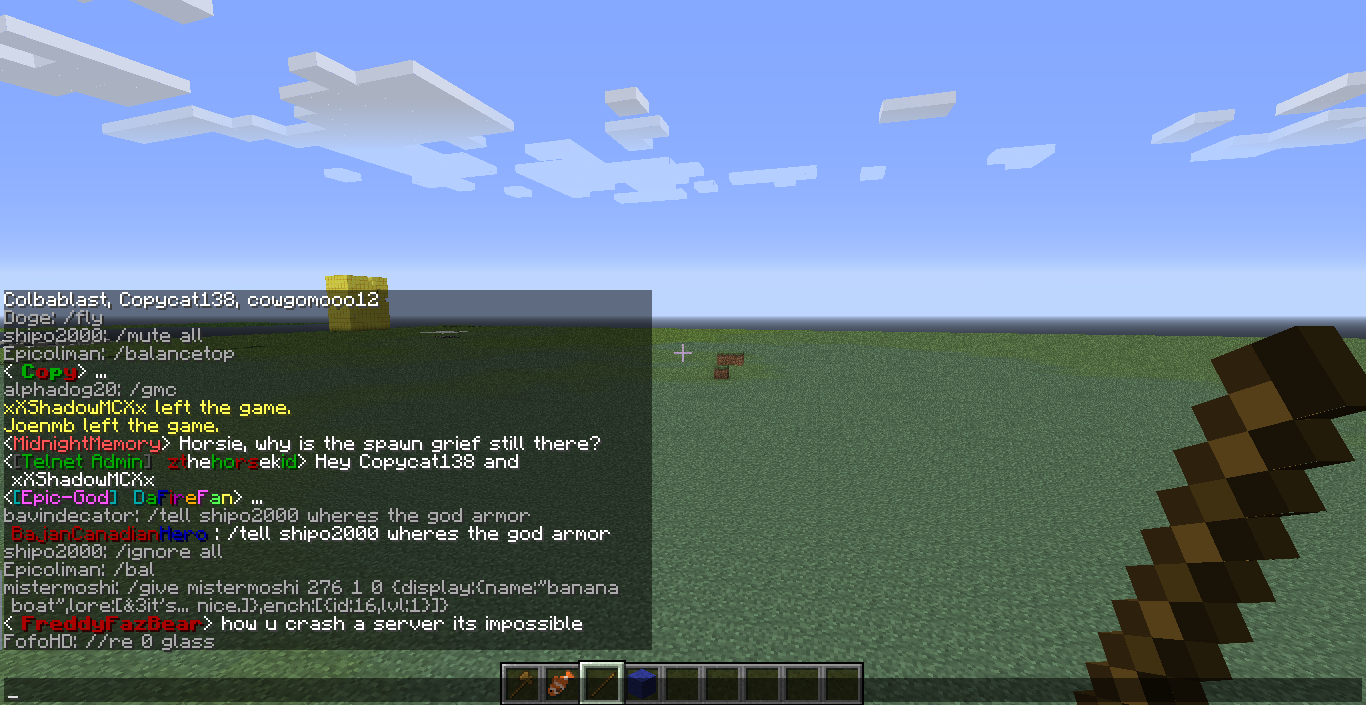 Colbablast, Copycat138, cowgomooo12
Doge: /fly
shipo2000: /mute all
Epicoliman: /balancetop
< Copy> ...
alphadog20: /gmc
xXShadowMCXx left the game.
Joenmb left the game.
<MidnightMemory> Horsie, why is the spawn grief still there?
<[Telnet Admin] zthehorsekid> Hey Copycat138 and
xXShadowMCXx
<[Epic-God] DaFireFan> ...
bavindecator: /tell shipo2000 wheres the god armor
BajanCanadianHero : /tell shipo2000 wheres the god armor
shipo2000: /ignore all
Epicoliman: /bal
mistermoshi: /give mistermoshi 276 1 0 {display:{name:"banana
boat",lore:[&3it's... nice.]},ench:[{id:16,lvl:1}]}
< FreddyFazBear> how u crash a server its impossible
FofoHD: //re 0 glass
_